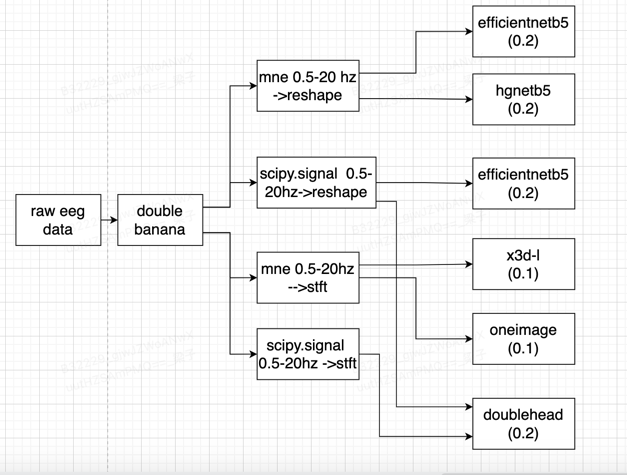 efficientnetb5
(0.2)
mne 0.5-20 hz
->reshape
hgnetb5
(0.2)
scipy.signal 0.5-
20hz->reshape
efficientnetb5
(0.2)
raw eeg
data
double
banana
mne 0.5-20hz
-->stft
x3d-l
(0.1)
oneimage
(0.1)
scipy.signal
0.5-20hz ->stft
doublehead
(0.2)